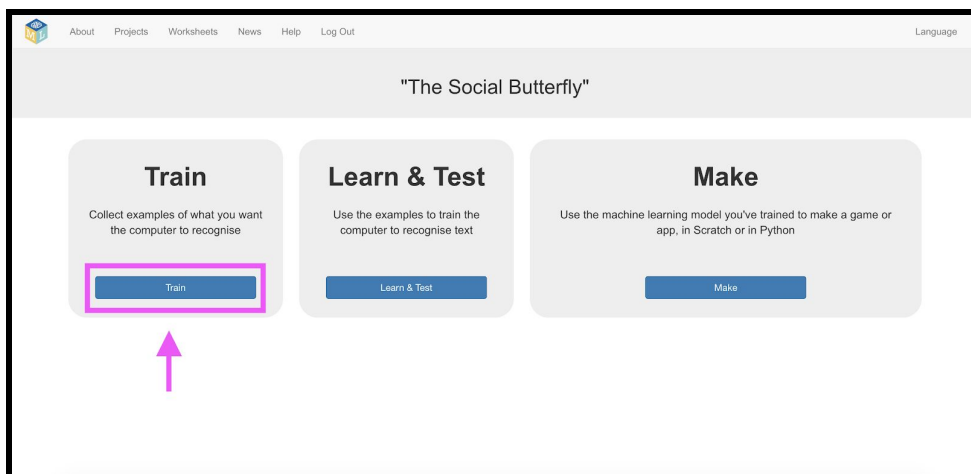 About Projects Worksheets News Help Log Out Language
"The Social Butterfly"
Train
Collect examples of what you want
the computer to recognise
Train
Learn & Test
Use the examples to train the
computer to recognise text
Learn & Test
Make
Use the machine learning model you've trained to make a game or
app, in Scratch or in Python
Make